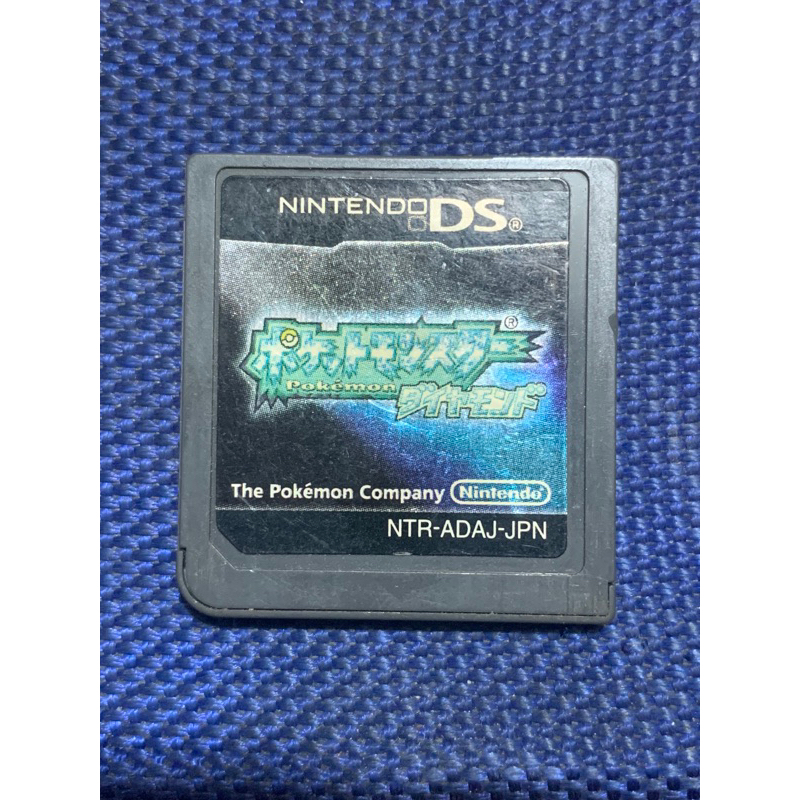 NINTENDO DS®
ポケットモンスター®
Pokémon
ダイヤモンド
The Pokémon Company Nintendo®
NTR-ADAJ-JPN